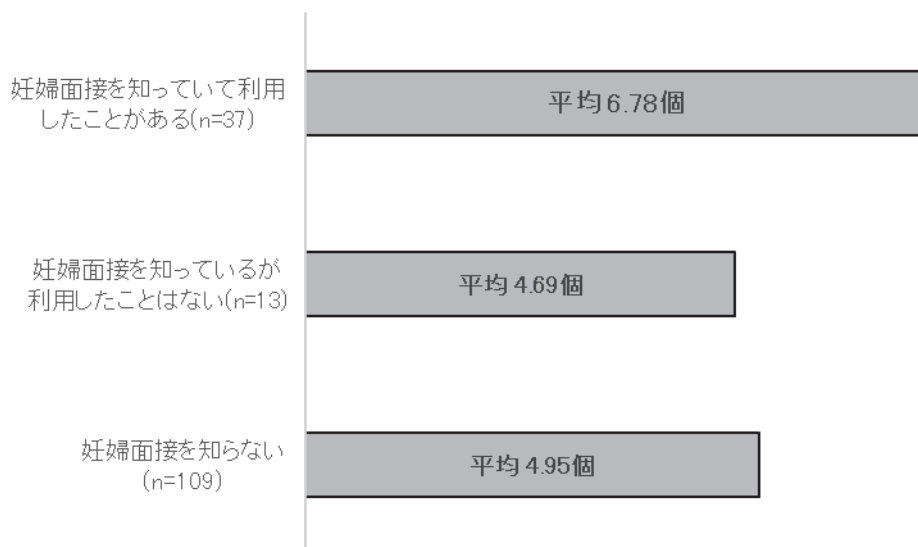 妊婦面接を知っていて利用
したことがある(n=37)
平均6.78個
妊婦面接を知っているが
利用したことはない(n=13)
平均4.69個
妊婦面接を知らない
(n=109)
平均4.95個